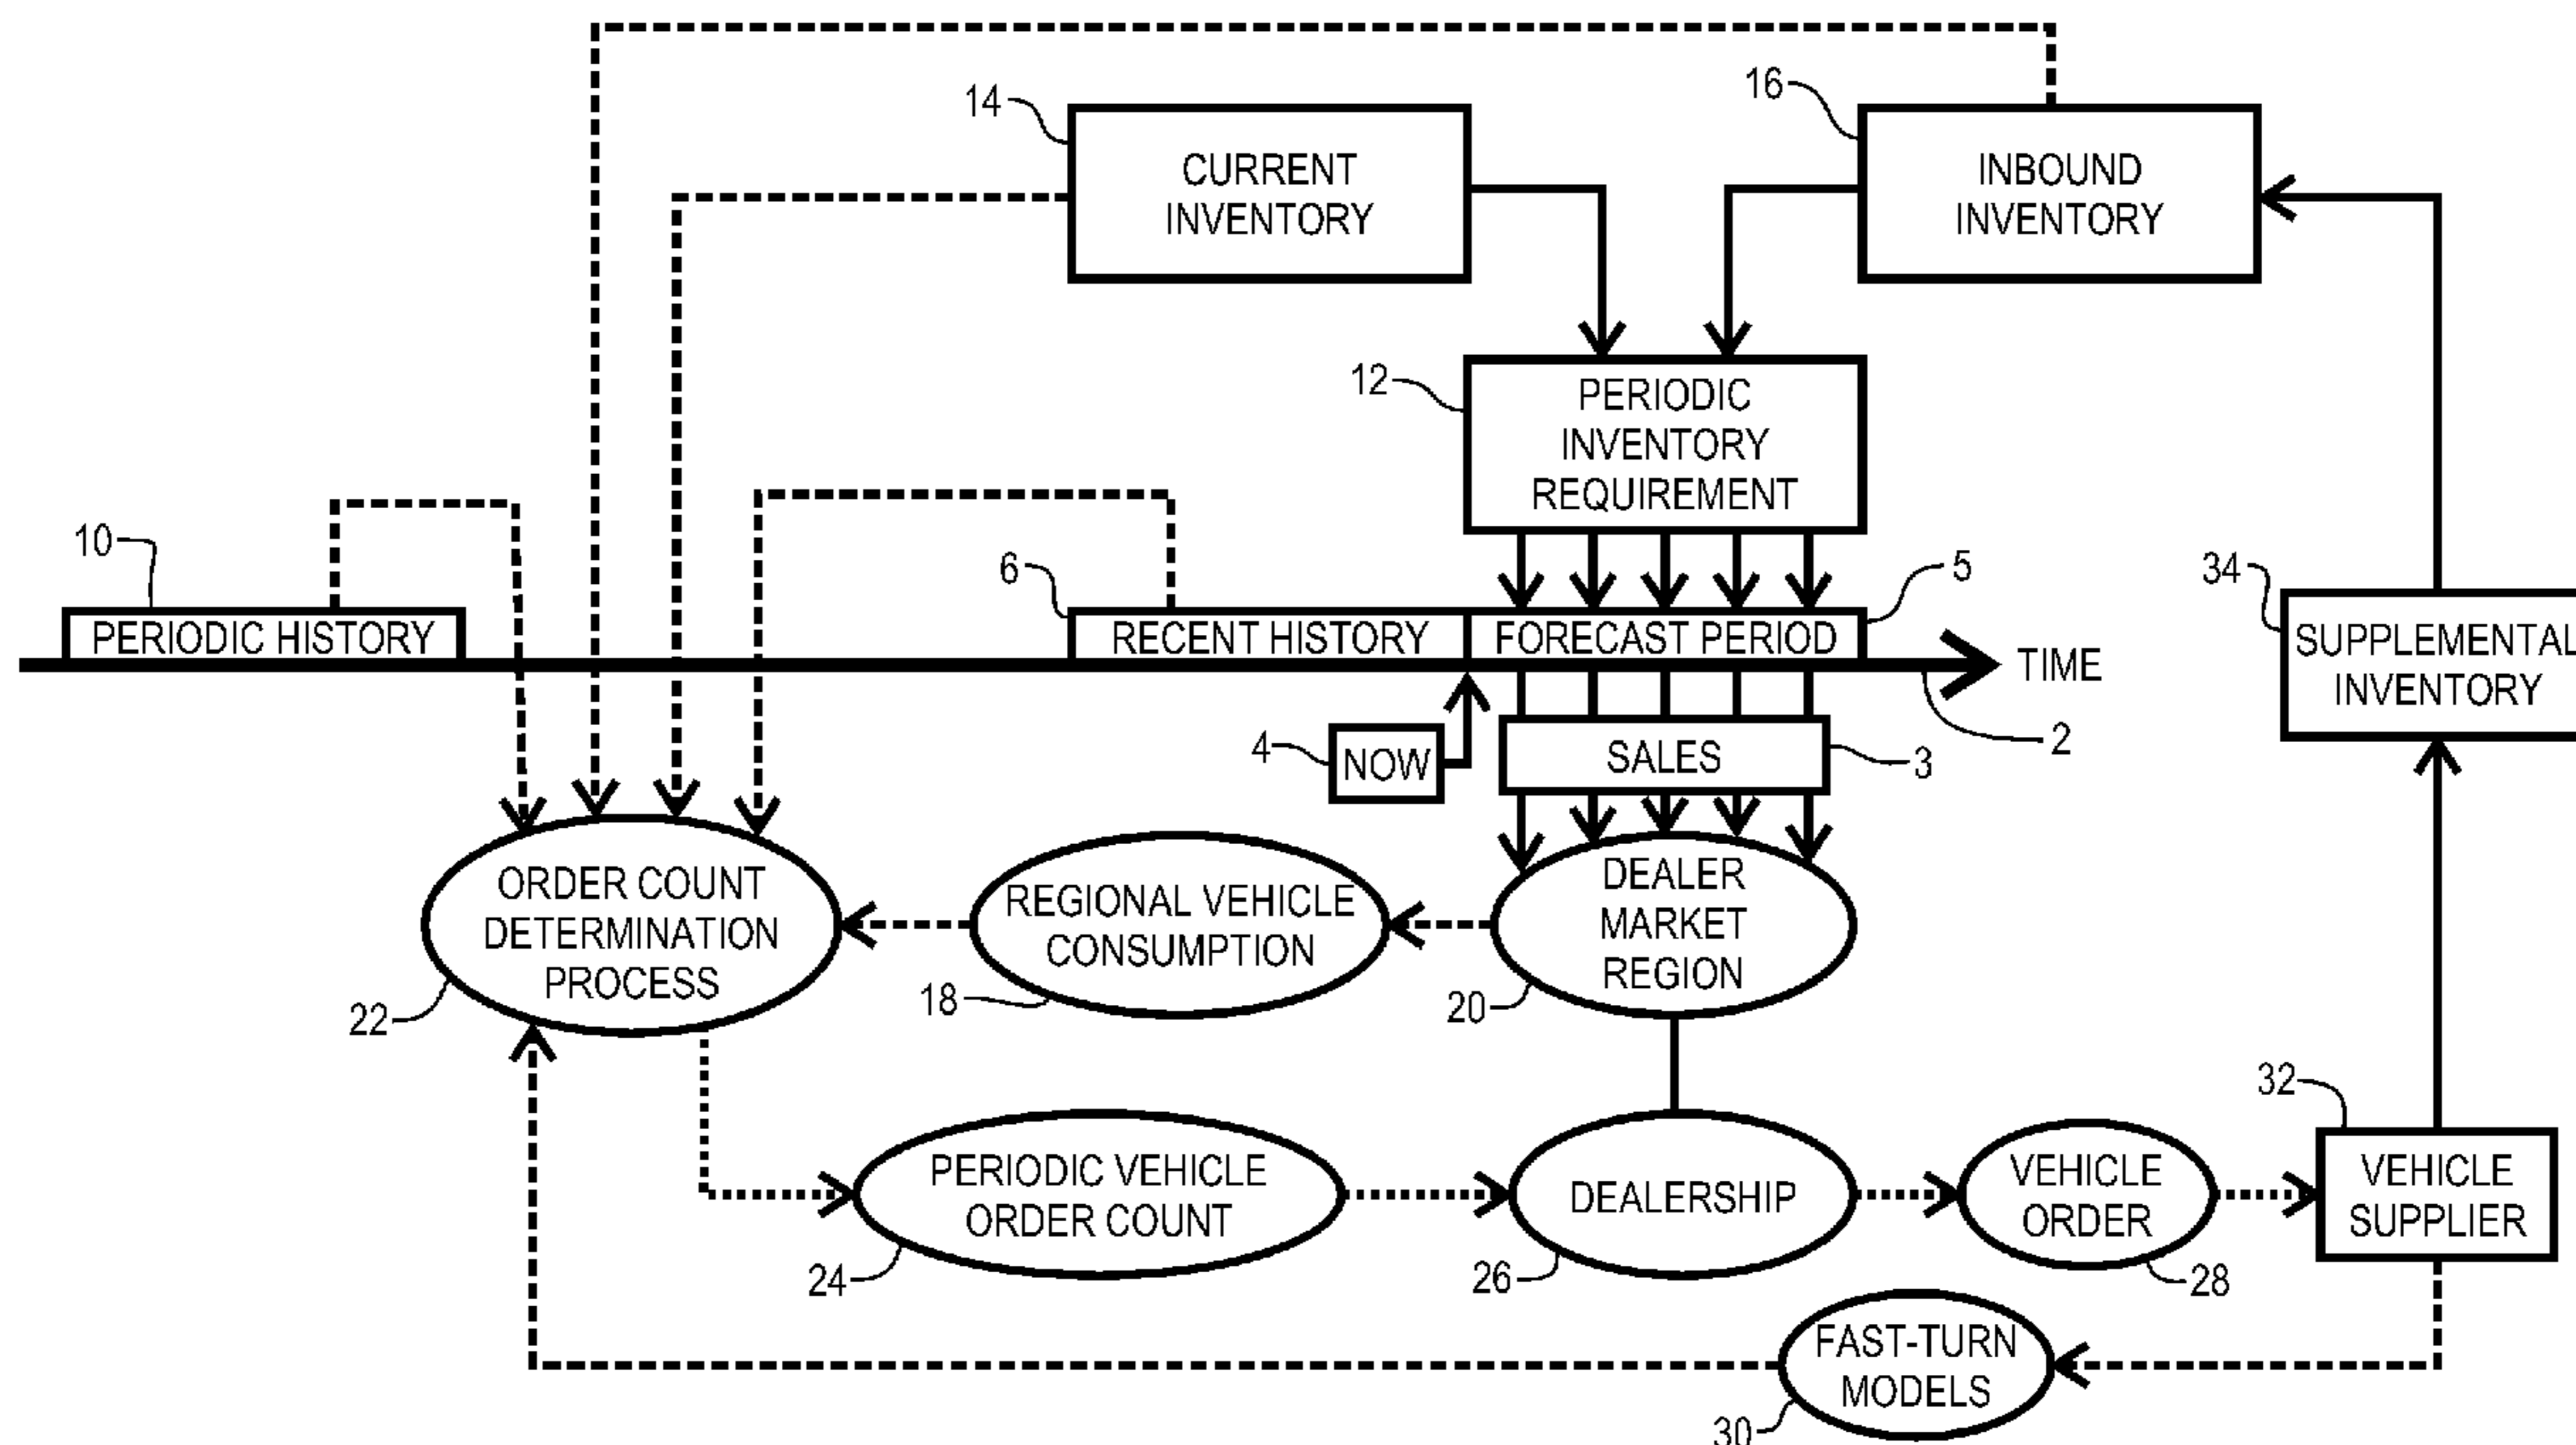 14
16
CURRENT
INVENTORY
INBOUND
INVENTORY
12
PERIODIC
INVENTORY
REQUIREMENT
10
6
5
34
PERIODIC HISTORY
RECENT HISTORY
FORECAST PERIOD
TIME
SUPPLEMENTAL
INVENTORY
4
NOW
SALES
3
2
ORDER COUNT
DETERMINATION
PROCESS
22
REGIONAL VEHICLE
CONSUMPTION
18
DEALER
MARKET
REGION
20
32
PERIODIC VEHICLE
ORDER COUNT
24
DEALERSHIP
26
VEHICLE
ORDER
28
VEHICLE
SUPPLIER
FAST-TURN
MODELS
30